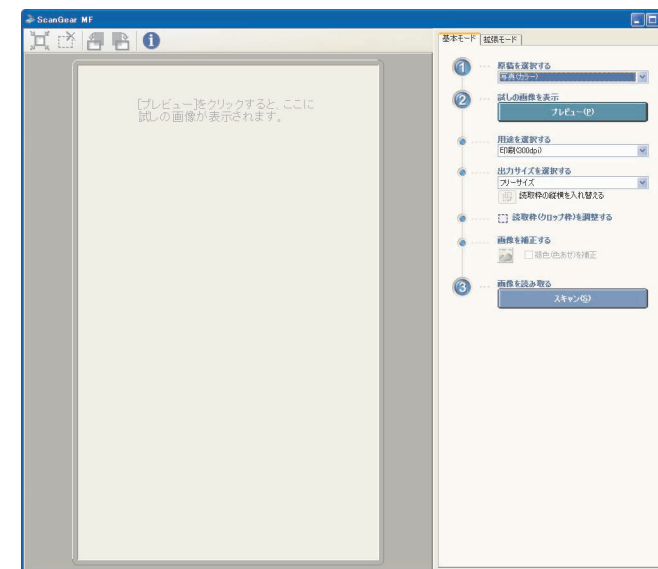 ScanGear MF
[プレビュー]をクリックすると、ここに
試しの画像が表示されます。
基本モード
拡張モード
1
原稿を選択する
写真(カラー)
2
試しの画像を表示
プレビュー(P)
用途を選択する
印刷(300dpi)
出力サイズを選択する
フリーサイズ
読取枠の縦横を入れ替える
読取枠(クロップ枠)を調整する
画像を補正する
褪色(色あせ)を補正
3
画像を読み取る
スキャン(S)